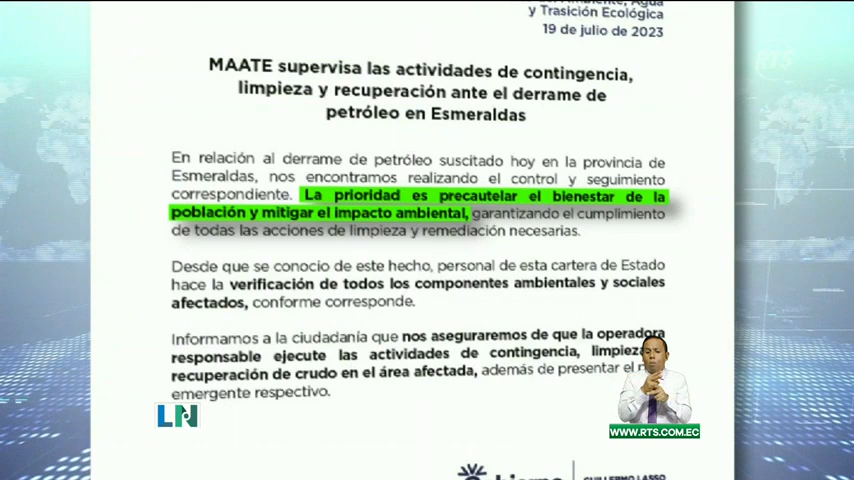 y Trasición Ecológica
19 de julio de 2023
RTS
MAATE supervisa las actividades de contingencia,
limpieza y recuperación ante el derrame de
petróleo en Esmeraldas
En relación al derrame de petróleo suscitado hoy en la provincia de
Esmeraldas, nos encontramos realizando el control y seguimiento
correspondiente. La prioridad es precautelar el bienestar de la
población y mitigar el impacto ambiental, garantizando el cumplimiento
de todas las acciones de limpieza y remediación necesarias.
Desde que se conocio de este hecho, personal de esta cartera de Estado
hace la verificación de todos los componentes ambientales y sociales
afectados, conforme corresponde.
Informamos a la ciudadanía que nos aseguraremos de que la operadora
responsable ejecute las actividades de contingencia, limpieza
recuperación de crudo en el área afectada, además de presentar el
emergente respectivo.
LN
WWW.RTS.COM.EC
GUILLERMO LASSO